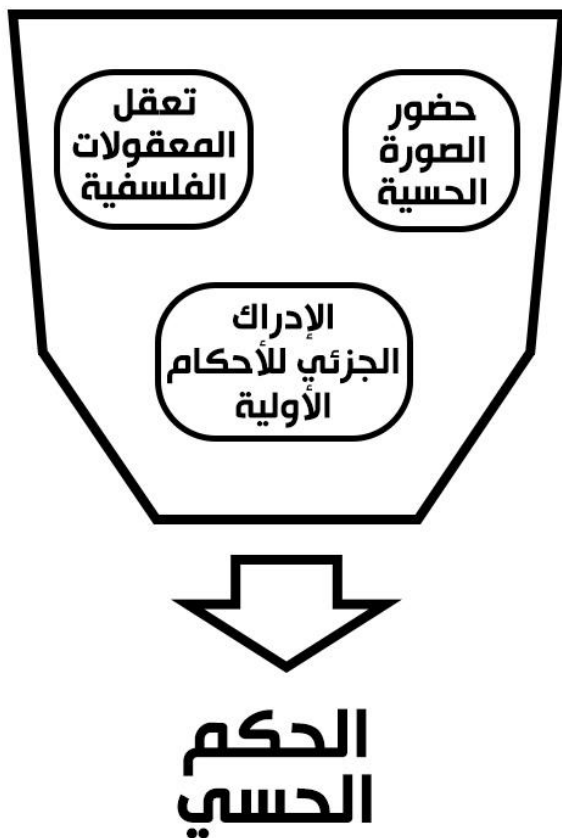 حضور
الصورة
الحسية
تعقل
المعقولات
الفلسفية
الإدراك
الجزئي للأحكام
الأولية
الحكم
الحسي